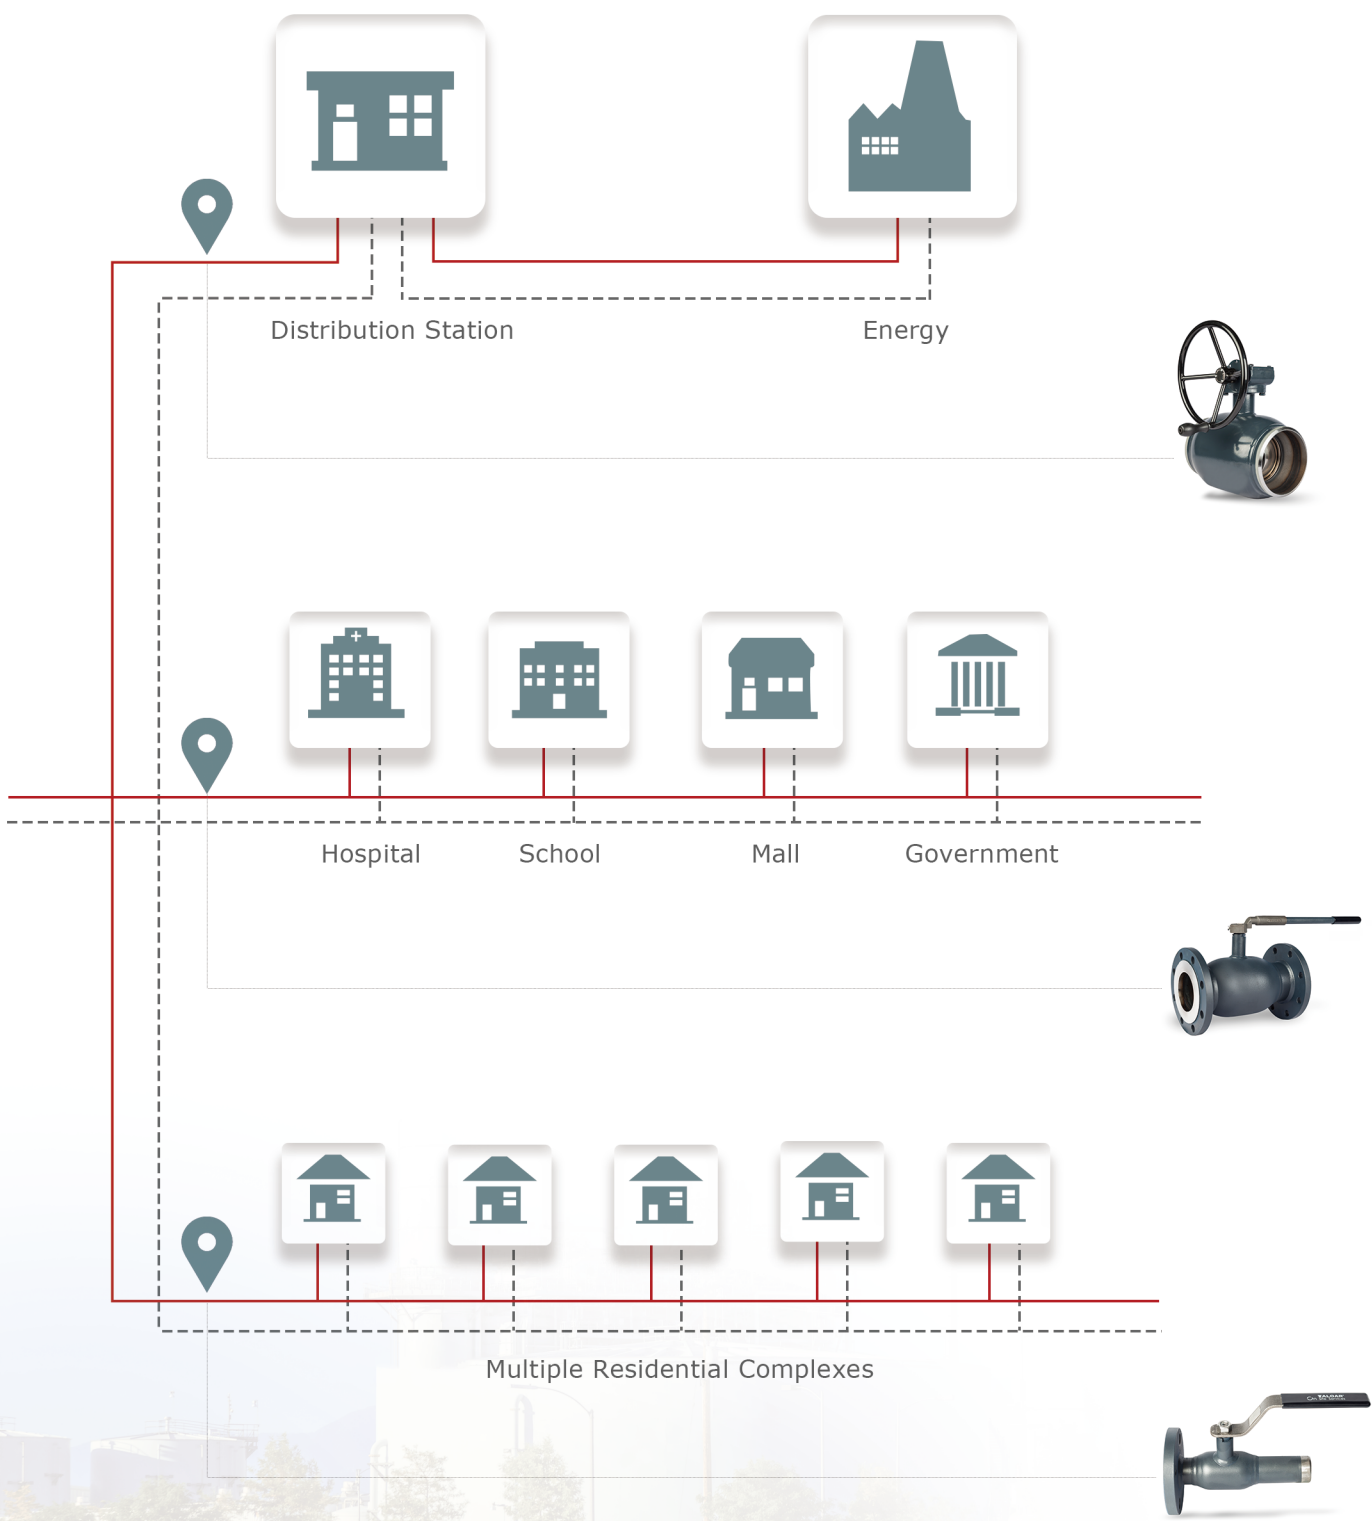 Distribution Station
Energy
Hospital
School
Mall
Government
Multiple Residential Complexes